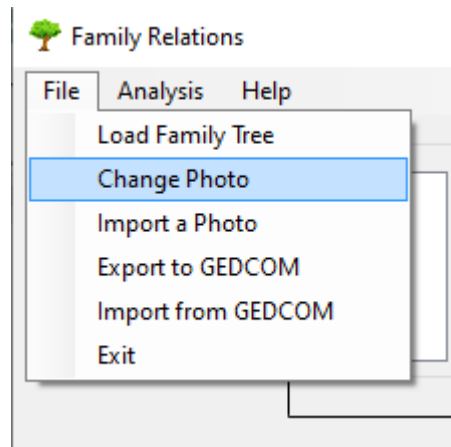 Family Relations
File Analysis Help
Load Family Tree
Change Photo
Import a Photo
Export to GEDCOM
Import from GEDCOM
Exit